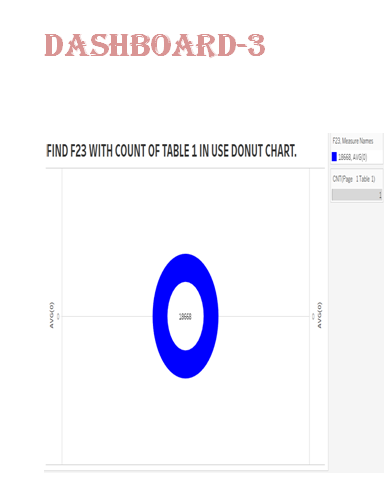 DASHBOARD-3
FIND F23 WITH COUNT OF TABLE 1 IN USE DONUT CHART.
F23, Measure Names
18668, AVG(0)
CNT(Page 1 Table 1)
1
AVG(0)
0
18668
0
AVG(0)